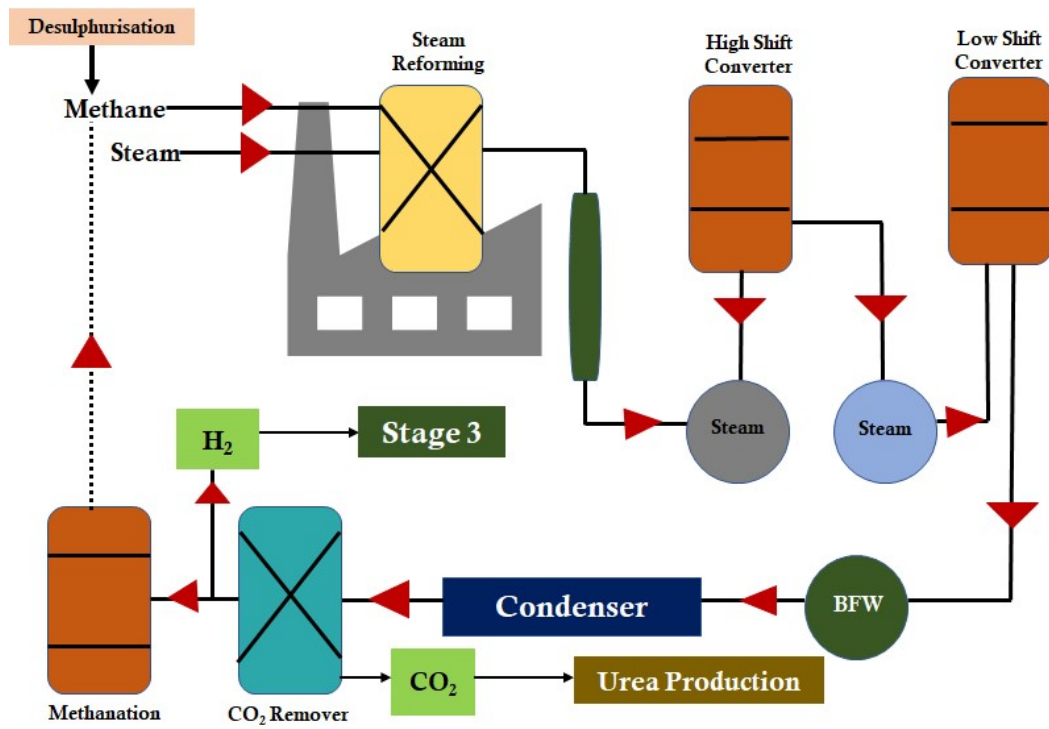 Desulphurisation
Steam
Reforming
High Shift
Converter
Low Shift
Converter
Methane
Steam
Steam
Steam
H₂
Stage 3
Condenser
BFW
CO₂
Urea Production
Methanation
CO₂ Remover